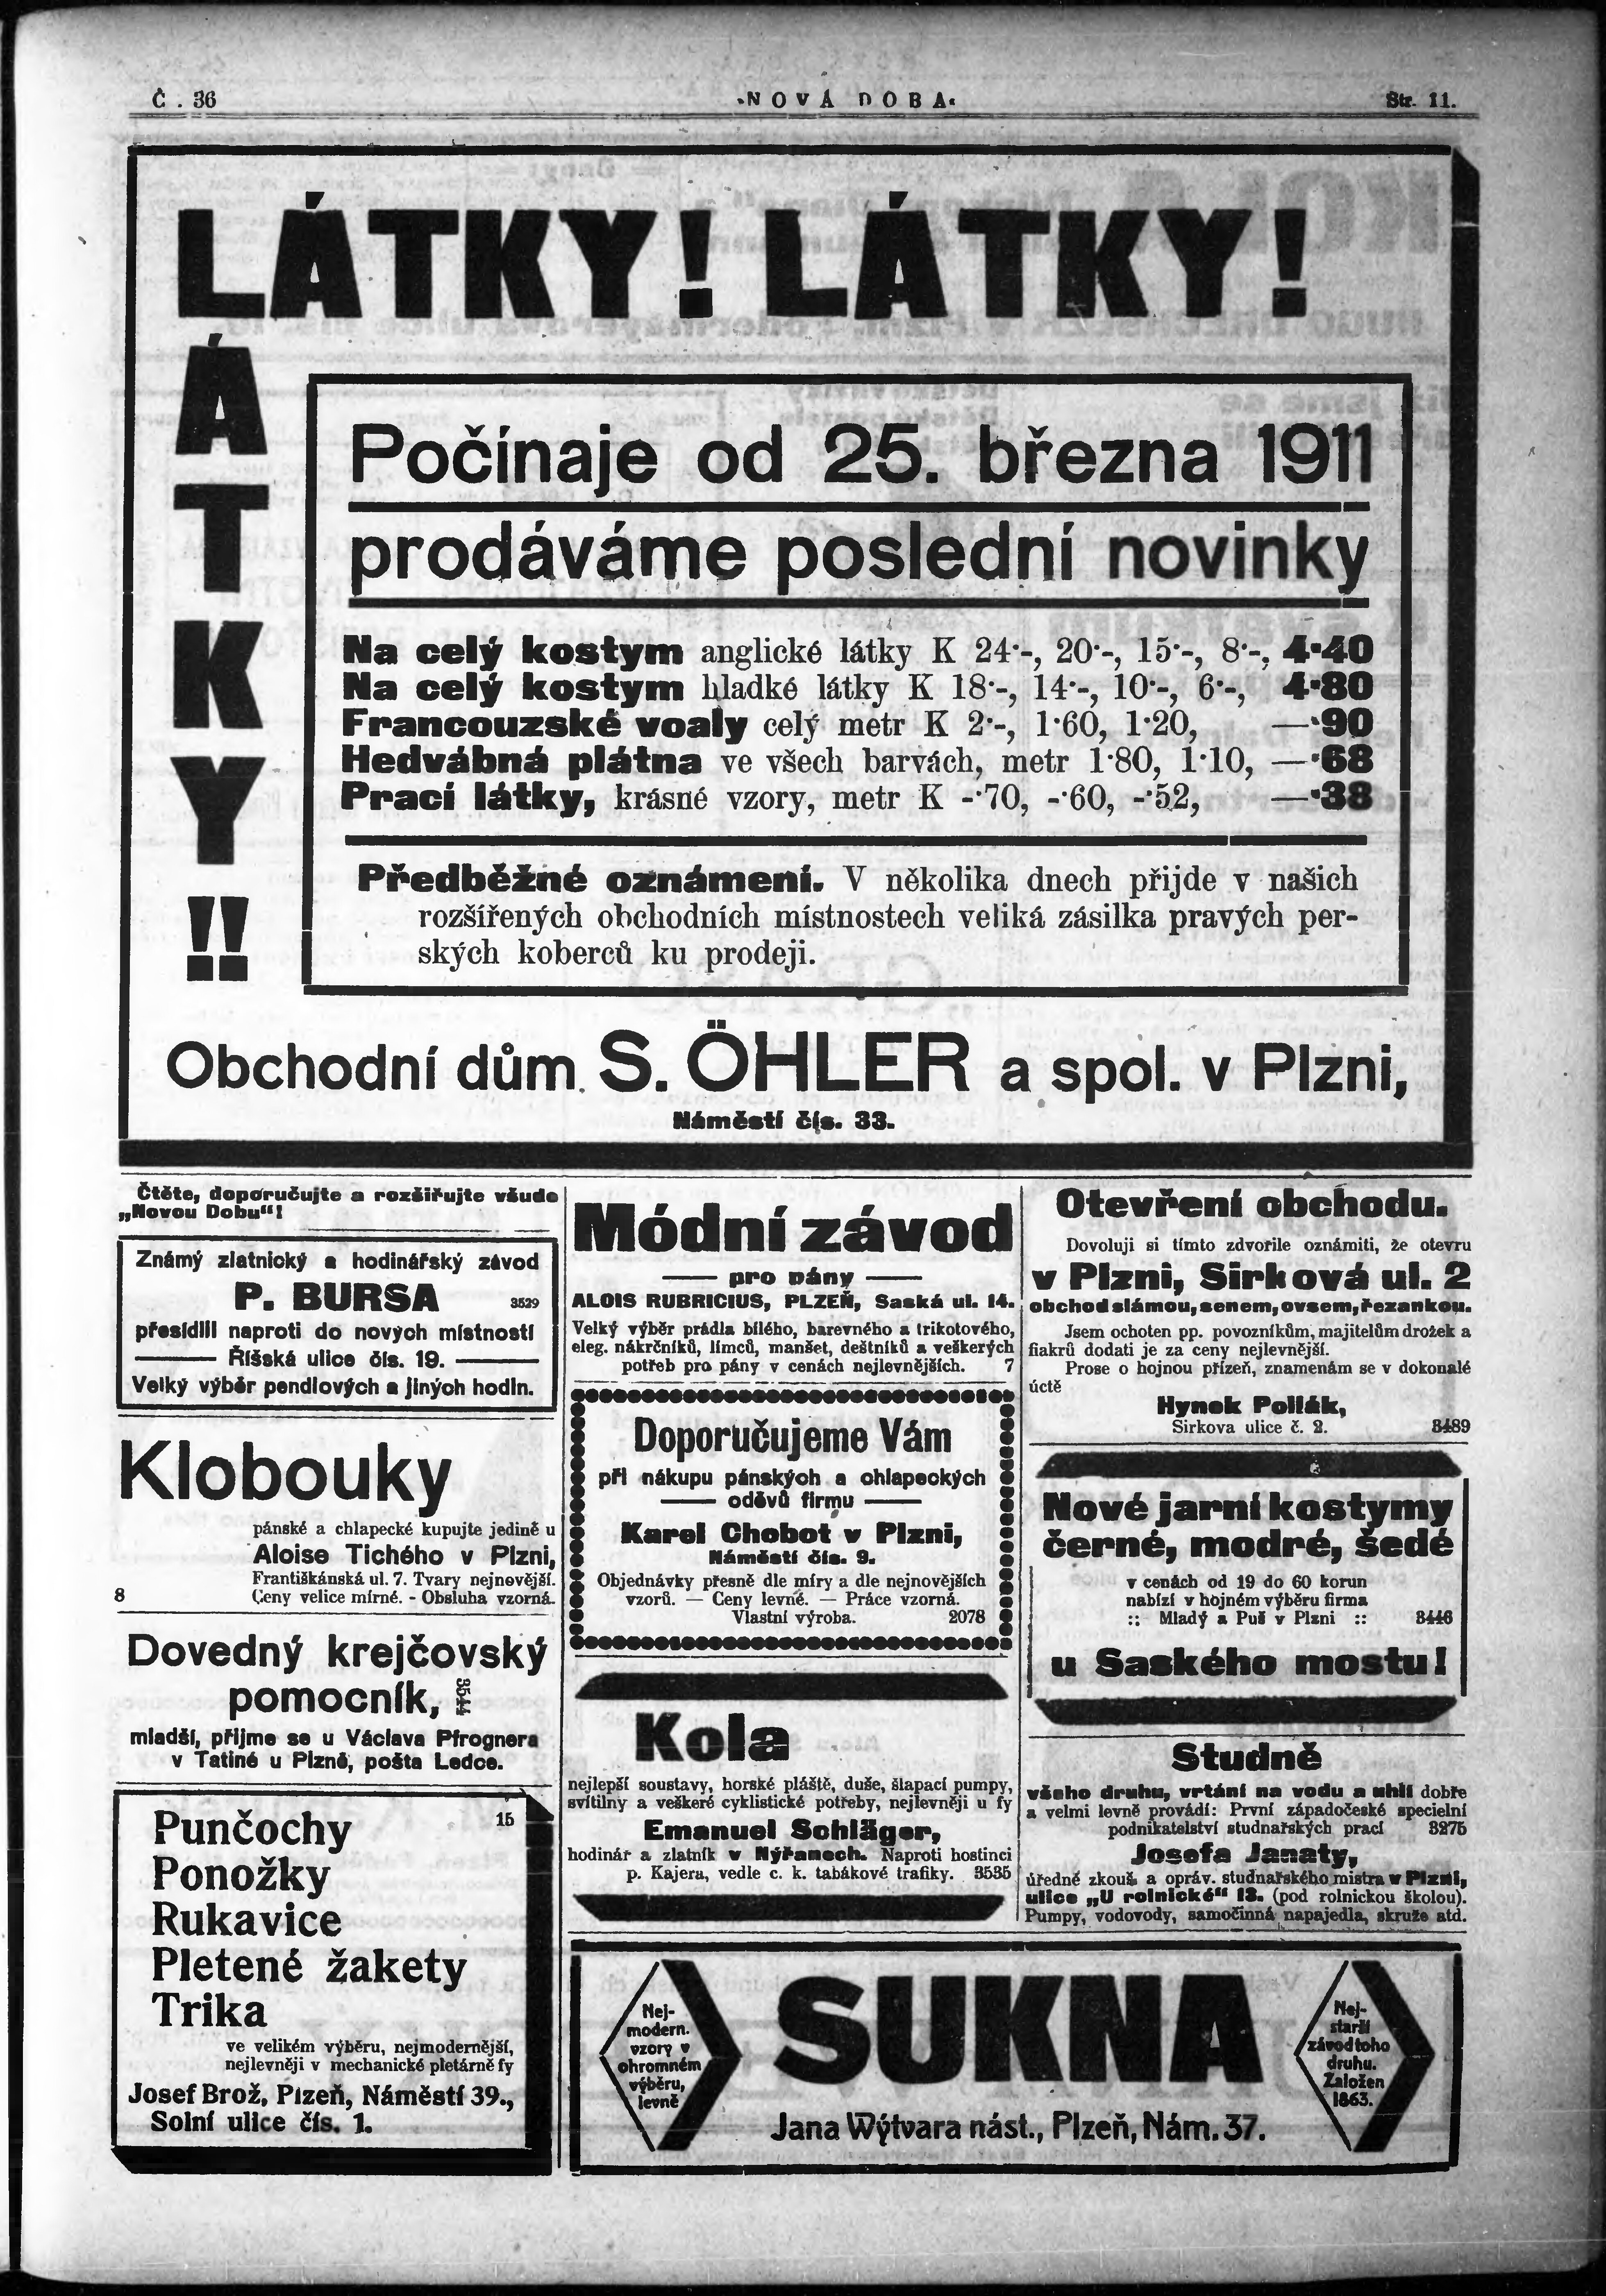 Č. 36
»NOVÁ DOBA«
Str. 11.
LÁTKY! LÁTKY!
Á
T
K
Y
!!
Počínaje od 25. března 1911
prodáváme poslední novinky
Na celý kostym anglické látky K 24·-, 20·-, 15·-, 8·-, 4·40
Na celý kostym hladké látky K 18·-, 14·-, 10·-, 6·-, 4·80
Francouzské voaly celý metr K 2·-, 1·60, 1·20, —·90
Hedvábná plátna ve všech barvách, metr 1·80, 1·10, —·68
Prací látky, krásné vzory, metr K -·70, -·60, -·52, —·38
Předběžné oznámení. V několika dnech přijde v našich
rozšířených obchodních místnostech veliká zásilka pravých per-
ských koberců ku prodeji.
Obchodní dům S. ÖHLER a spol. v Plzni,
Náměstí čís. 33.
Čtěte, doporučujte a rozšiřujte všude
„Novou Dobu“!
Známý zlatnický a hodinářský závod
P. BURSA 3529
přesídlil naproti do nových místností
Říšská ulice čís. 19.
Velký výběr pendlových a jiných hodin.
Klobouky
pánské a chlapecké kupujte jedině u
Aloise Tichého v Plzni,
Františkánská ul. 7. Tvary nejnovější.
8 Ceny velice mírné. - Obsluha vzorná.
Dovedný krejčovský
pomocník, 3544
mladší, přijme se u Václava Pfrognera
v Tatiné u Plzně, pošta Ledce.
Punčochy 15
Ponožky
Rukavice
Pletené žakety
Trika
ve velikém výběru, nejmodernější,
nejlevněji v mechanické pletárně fy
Josef Brož, Plzeň, Náměstí 39.,
Solní ulice čís. 1.
Módní závod
pro pány
ALOIS RUBRICIUS, PLZEŇ, Saská ul. 14.
Velký výběr prádla bílého, barevného a trikotového,
eleg. nákrčníků, límců, manšet, deštníků a veškerých
potřeb pro pány v cenách nejlevnějších. 7
Doporučujeme Vám
při nákupu pánských a chlapeckých
oděvů firmu
Karel Chobot v Plzni,
Náměstí čís. 9.
Objednávky přesně dle míry a dle nejnovějších
vzorů. — Ceny levné. — Práce vzorná.
Vlastní výroba. 2078
Kola
nejlepší soustavy, horské pláště, duše, šlapací pumpy,
svítilny a veškeré cyklistické potřeby, nejlevněji u fy
Emanuel Schläger,
hodinář a zlatník v Nýřanech. Naproti hostinci
p. Kajera, vedle c. k. tabákové trafiky. 3535
Otevření obchodu.
Dovoluji si tímto zdvořile oznámiti, že otevru
v Plzni, Sirková ul. 2
obchod slámou, senem, ovsem, řezankou.
Jsem ochoten pp. povozníkům, majitelům drožek a
fiakrů dodati je za ceny nejlevnější.
Prose o hojnou přízeň, znamenám se v dokonalé
úctě
Hynek Pollák,
Sirkova ulice č. 2. 3489
Nové jarní kostymy
černé, modré, šedé
v cenách od 19 do 60 korun
nabízí v hojném výběru firma
:: Mladý a Puš v Plzni :: 3446
u Saského mostu!
Studně
všeho druhu, vrtání na vodu a uhlí dobře
a velmi levně provádí: První západočeské specielní
podnikatelství studnařských prací 3275
Josefa Janaty,
úředně zkouš. a opráv. studnařského mistra v Plzni,
ulice „U rolnické“ 13. (pod rolnickou školou).
Pumpy, vodovody, samočinná napajedla, skruže atd.
Nej-
modern.
vzory v
ohromném
výběru,
levně
SUKNA
Jana Wýtvara nást., Plzeň, Nám. 37.
Nej-
starší
závod toho
druhu.
Založen
1863.